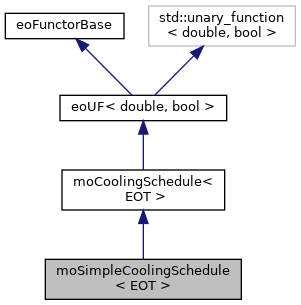 eoFunctorBase
std::unary_function
< double, bool >
eoUF< double, bool >
moCoolingSchedule<
EOT >
moSimpleCoolingSchedule
< EOT >